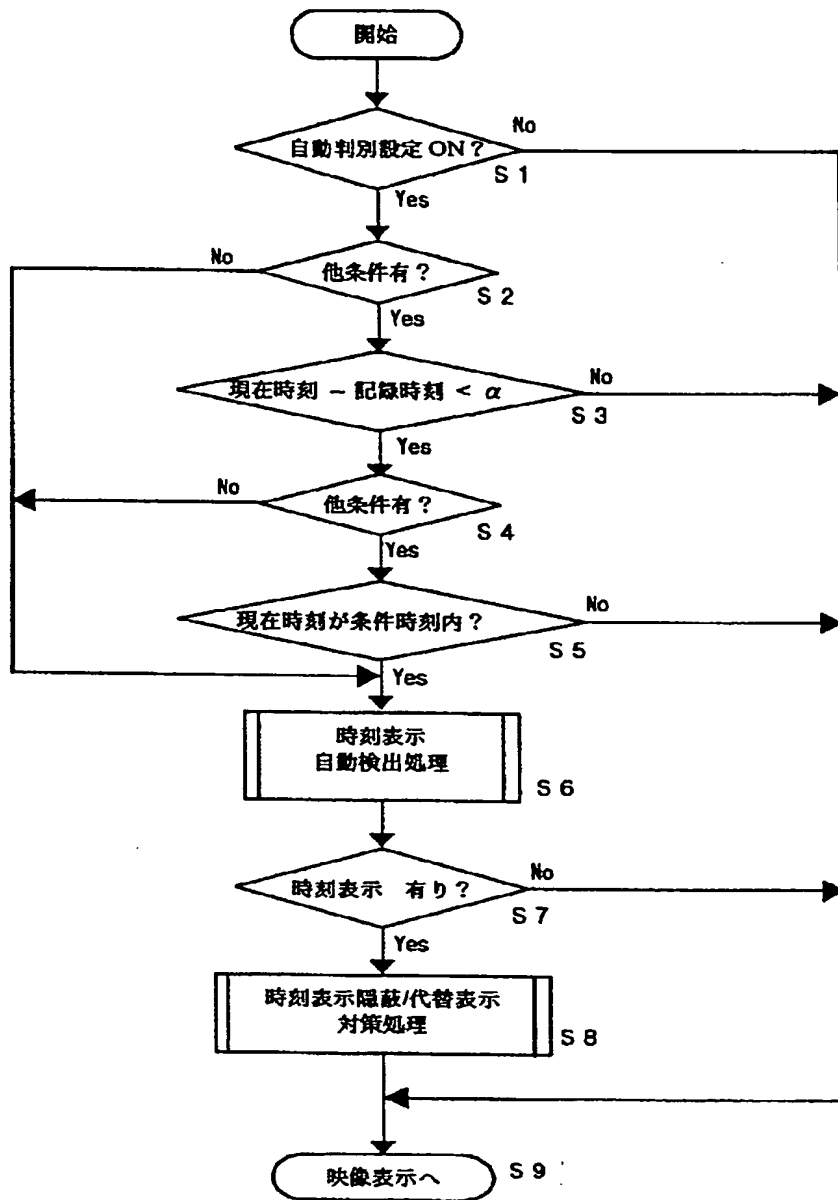 開始
自動判別設定 ON?
No
S 1
Yes
他条件有?
No
S 2
Yes
現在時刻 − 記録時刻 < α
No
S 3
Yes
他条件有?
No
S 4
Yes
現在時刻が条件時刻内?
No
S 5
Yes
時刻表示
自動検出処理
S 6
時刻表示 有り?
No
S 7
Yes
時刻表示隠蔽/代替表示
対策処理
S 8
映像表示へ
S 9